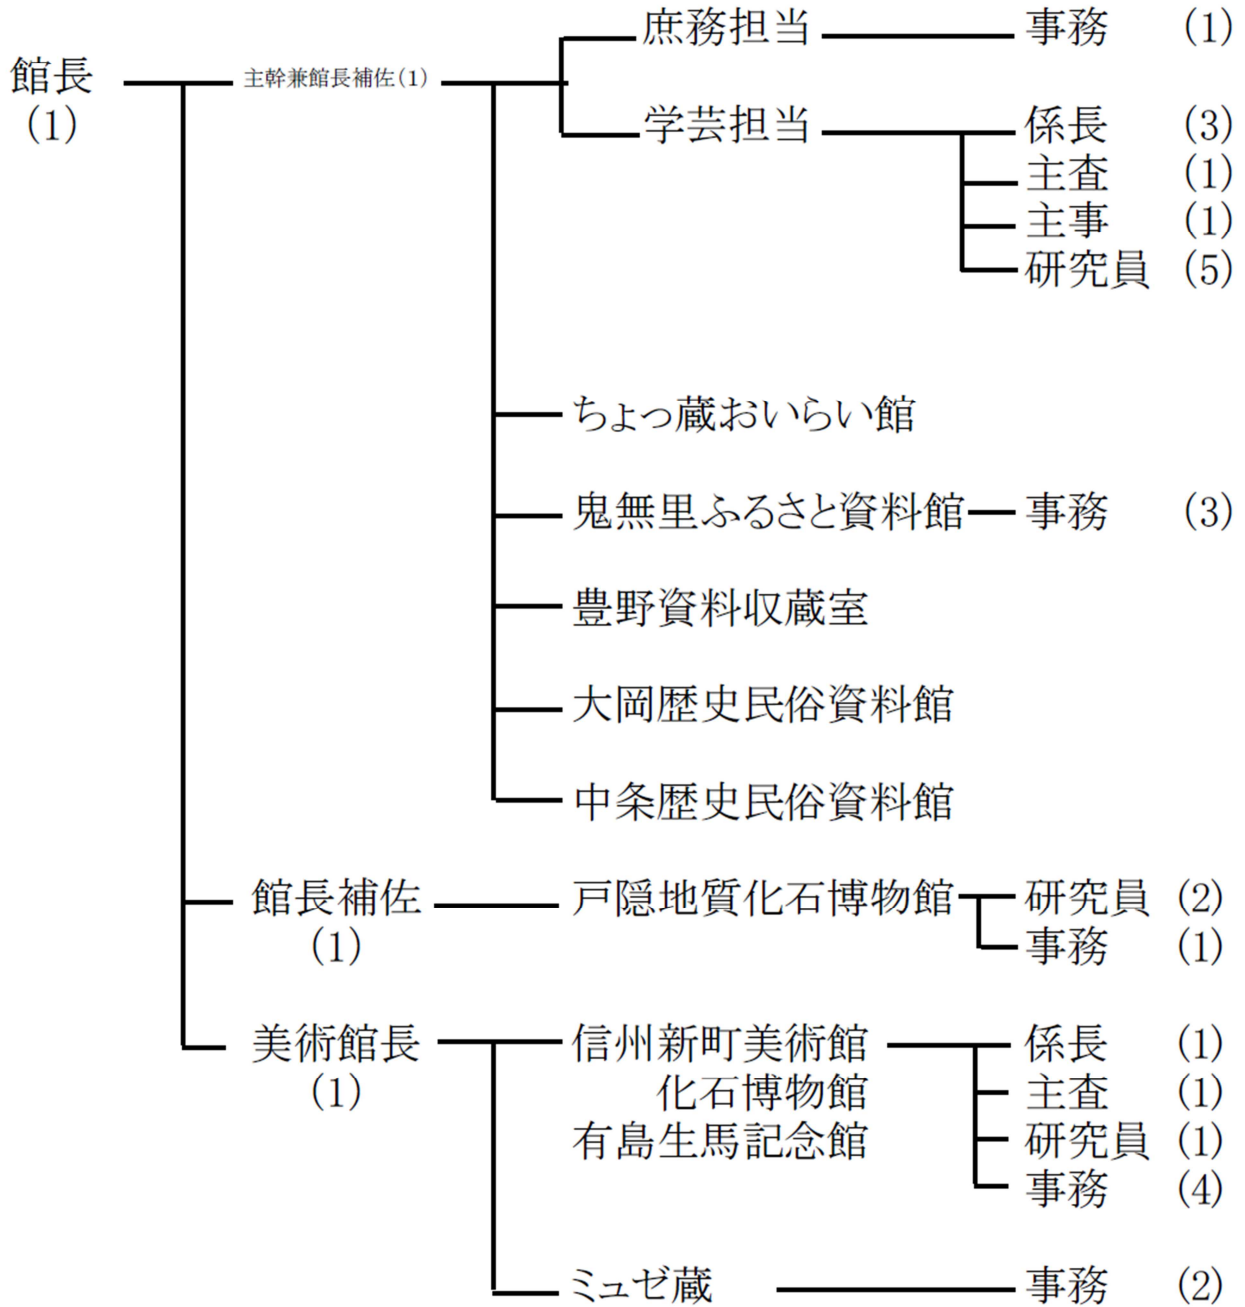 庶務担当 事務 (1)
館長 主幹兼館長補佐(1)
(1)
学芸担当 係長 (3)
主査 (1)
主事 (1)
研究員 (5)
ちょっ蔵おいらい館
鬼無里ふるさと資料館 事務 (3)
豊野資料収蔵室
大岡歴史民俗資料館
中条歴史民俗資料館
館長補佐 戸隠地質化石博物館 研究員 (2)
(1) 事務 (1)
美術館長 信州新町美術館 係長 (1)
(1) 化石博物館 主査 (1)
有島生馬記念館 研究員 (1)
事務 (4)
ミュゼ蔵 事務 (2)